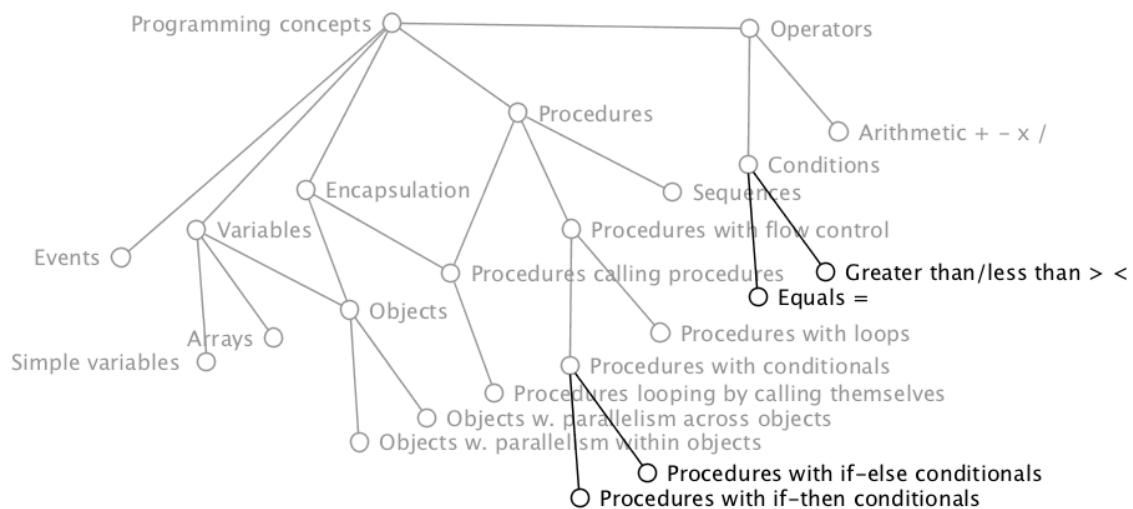 Programming concepts
Operators
Procedures
Arithmetic + - x /
Conditions
Encapsulation
Sequences
Variables
Procedures with flow control
Events
Procedures calling procedures
Greater than/less than > <
Equals =
Objects
Procedures with loops
Arrays
Simple variables
Procedures with conditionals
Procedures looping by calling themselves
Objects w. parallelism across objects
Objects w. parallelism within objects
Procedures with if-else conditionals
Procedures with if-then conditionals